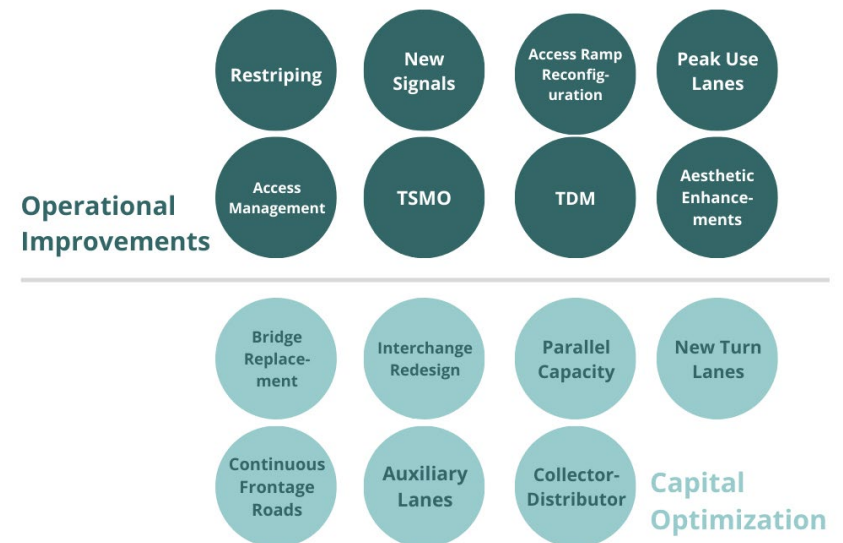 Restriping
New
Signals
Access Ramp
Reconfig-
uration
Peak Use
Lanes
Operational
Improvements
Access
Management
TSMO
TDM
Aesthetic
Enhance-
ments
Bridge
Replace-
ment
Interchange
Redesign
Parallel
Capacity
New Turn
Lanes
Continuous
Frontage
Roads
Auxiliary
Lanes
Collector-
Distributor
Capital
Optimization